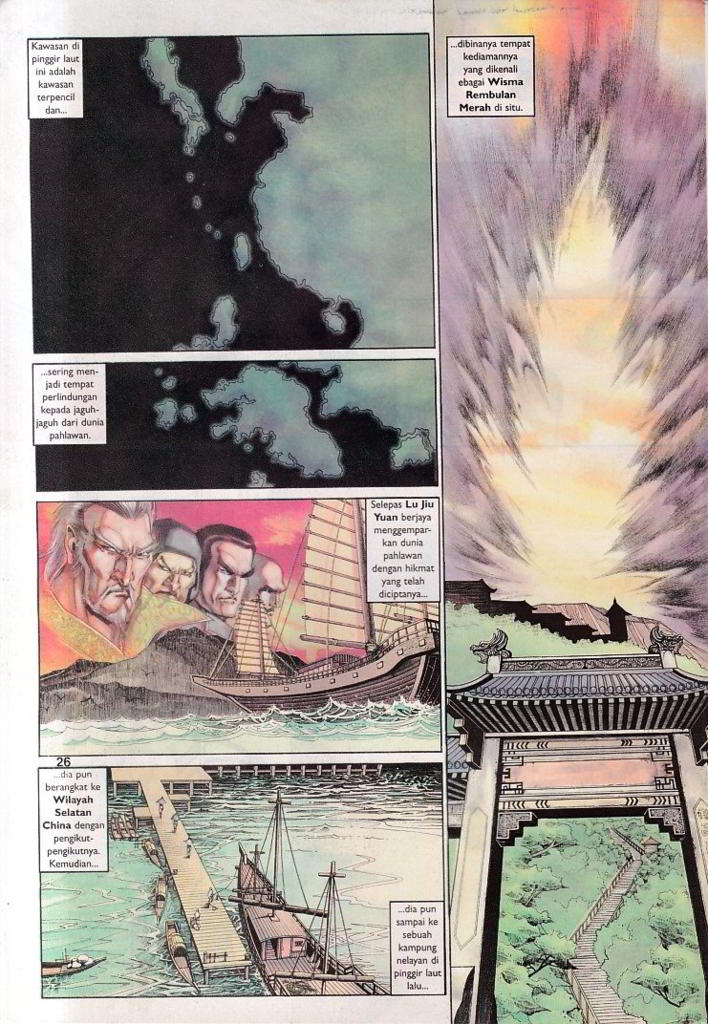 Kawasan di
pinggir laut
ini adalah
kawasan
terpencil
dan...
...sering men-
jadi tempat
perlindungan
kepada jaguh-
jaguh dari dunia
pahlawan.
Selepas Lu Jiu
Yuan berjaya
menggempar-
kan dunia
pahlawan
dengan hikmat
yang telah
diciptanya...
26
...dia pun
berangkat ke
Wilayah
Selatan
China dengan
pengikut-
pengikutnya.
Kemudian...
...dia pun
sampai ke
sebuah
kampung
nelayan di
pinggir laut
lalu...
...dibinanya tempat
kediamannya
yang dikenali
ebagai Wisma
Rembulan
Merah di situ.